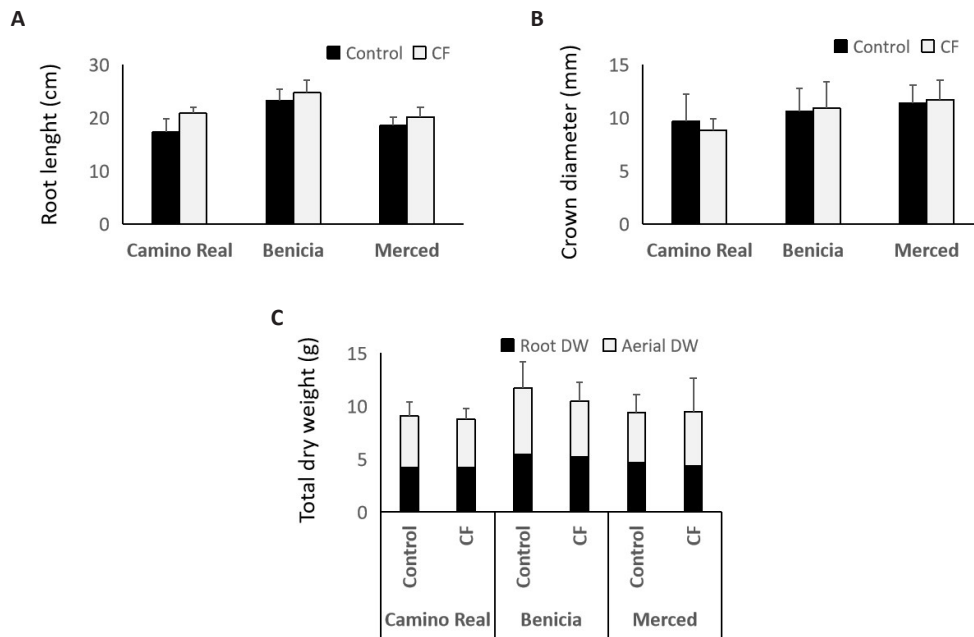 A
Control CF
Root lenght (cm)
30
20
10
0
Camino Real Benicia Merced
B
Control CF
Crown diameter (mm)
15
10
5
0
Camino Real Benicia Merced
C
Root DW Aerial DW
Total dry weight (g)
15
10
5
0
Control CF Control CF Control CF
Camino Real Benicia Merced